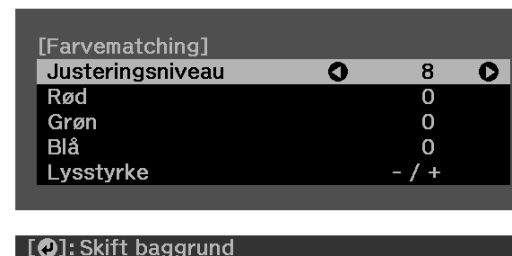 [Farvematching]
Justeringsniveau 8
Rød 0
Grøn 0
Blå 0
Lysstyrke - / +
[↵]: Skift baggrund